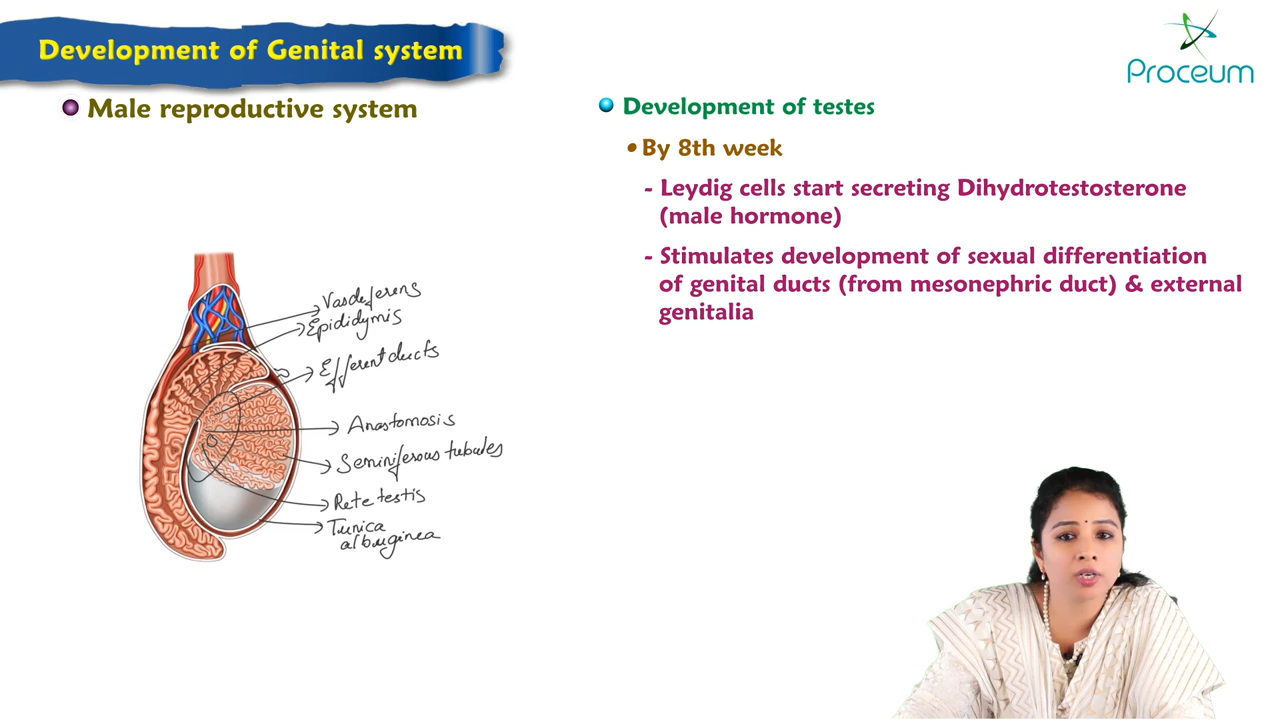 Development of Genital system
Proceum
Male reproductive system
Development of testes
By 8th week
- Leydig cells start secreting Dihydrotestosterone
(male hormone)
- Stimulates development of sexual differentiation
of genital ducts (from mesonephric duct) & external
genitalia
Vas deferens
Epididymis
Efferent ducts
Anastomosis
Seminiferous tubules
Rete testis
Tunica
albuginea